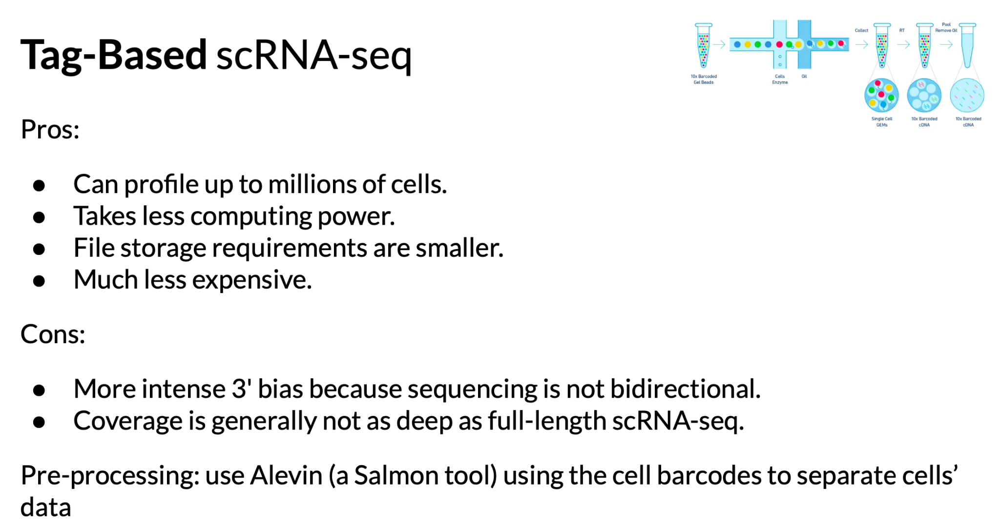 Tag-Based scRNA-seq
10x Barcoded
Gel Beads
Cells
Enzyme
Oil
Collect
RT
Pool
Remove Oil
Single Cell
GEMs
10x Barcoded
cDNA
10x Barcoded
cDNA
Pros:
● Can profile up to millions of cells.
● Takes less computing power.
● File storage requirements are smaller.
● Much less expensive.
Cons:
● More intense 3' bias because sequencing is not bidirectional.
● Coverage is generally not as deep as full-length scRNA-seq.
Pre-processing: use Alevin (a Salmon tool) using the cell barcodes to separate cells’
data